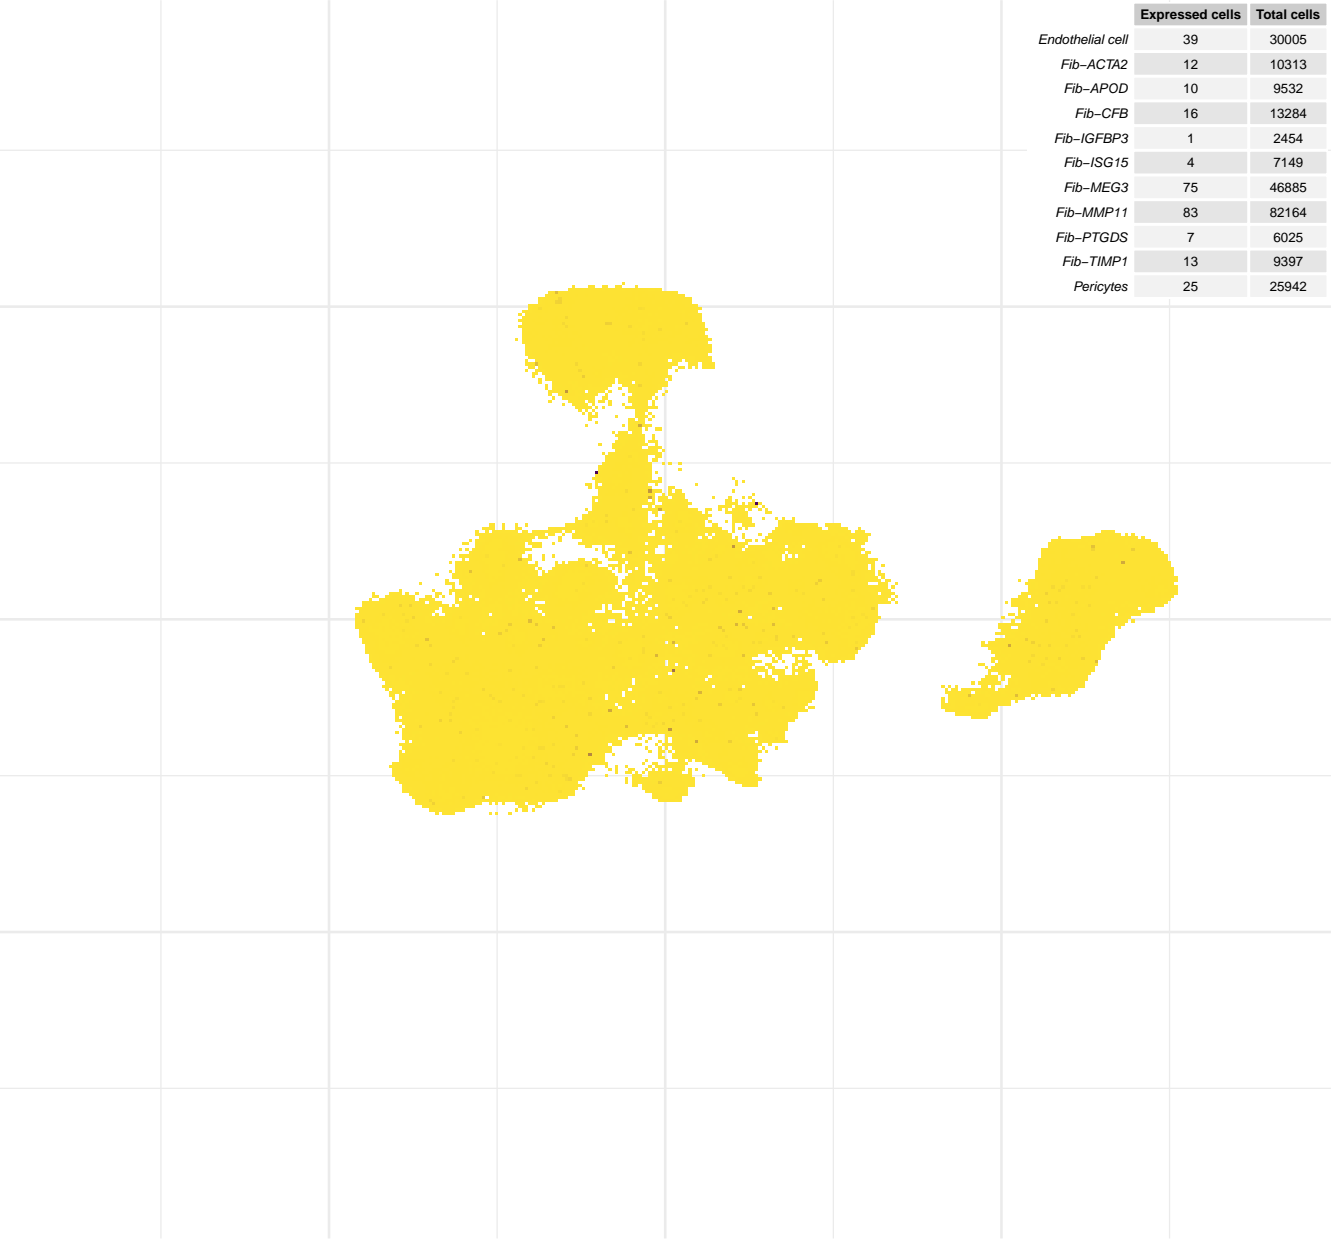 Expressed cells Total cells
Endothelial cell 39 30005
Fib−ACTA2 12 10313
Fib−APOD 10 9532
Fib−CFB 16 13284
Fib−IGFBP3 1 2454
Fib−ISG15 4 7149
Fib−MEG3 75 46885
Fib−MMP11 83 82164
Fib−PTGDS 7 6025
Fib−TIMP1 13 9397
Pericytes 25 25942